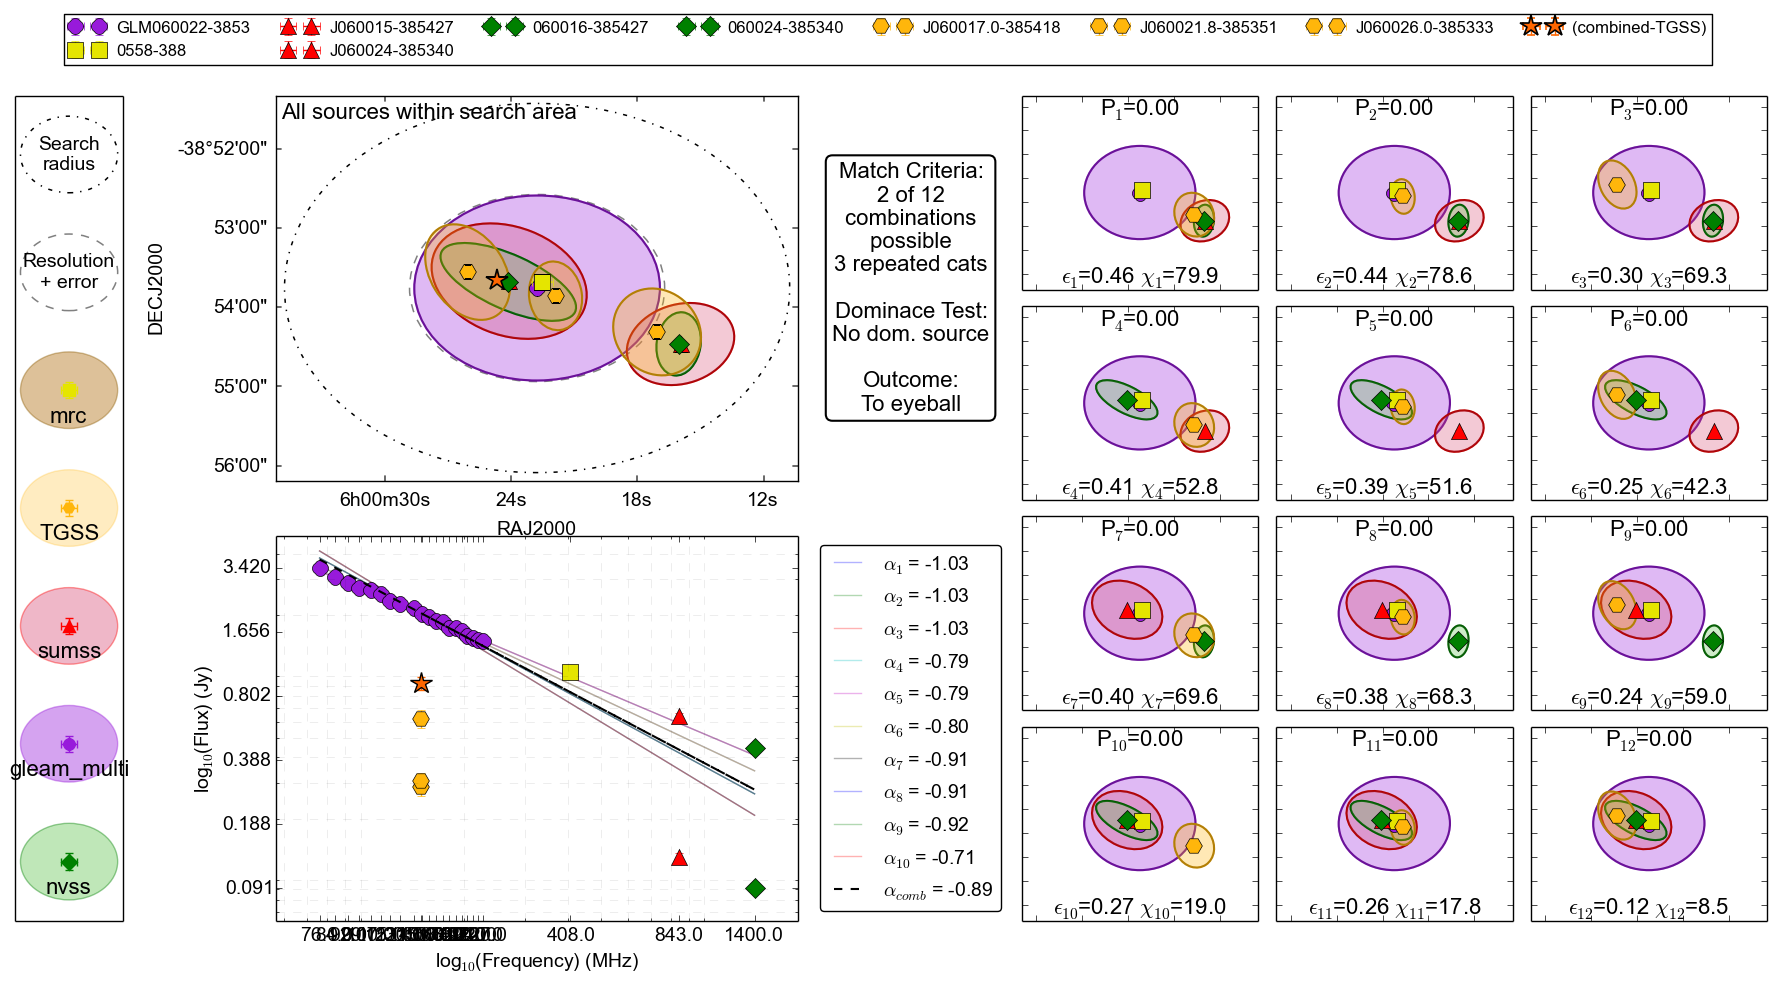 GLM060022-3853
0558-388
J060015-385427
J060024-385340
060016-385427
060024-385340
J060017.0-385418
J060021.8-385351
J060026.0-385333
(combined-TGSS)
Search
radius
Resolution
+ error
mrc
TGSS
sumss
gleam_multi
nvss
All sources within search area
DECJ2000
-38°52'00"
53'00"
54'00"
55'00"
56'00"
6h00m30s
24s
18s
12s
RAJ2000
Match Criteria:
2 of 12
combinations
possible
3 repeated cats
Dominace Test:
No dom. source
Outcome:
To eyeball
log10(Flux) (Jy)
3.420
1.656
0.802
0.388
0.188
0.091
408.0
843.0
1400.0
log10(Frequency) (MHz)
α1 = -1.03
α2 = -1.03
α3 = -1.03
α4 = -0.79
α5 = -0.79
α6 = -0.80
α7 = -0.91
α8 = -0.91
α9 = -0.92
α10 = -0.71
αcomb = -0.89
P1=0.00
ϵ1=0.46 χ1=79.9
P2=0.00
ϵ2=0.44 χ2=78.6
P3=0.00
ϵ3=0.30 χ3=69.3
P4=0.00
ϵ4=0.41 χ4=52.8
P5=0.00
ϵ5=0.39 χ5=51.6
P6=0.00
ϵ6=0.25 χ6=42.3
P7=0.00
ϵ7=0.40 χ7=69.6
P8=0.00
ϵ8=0.38 χ8=68.3
P9=0.00
ϵ9=0.24 χ9=59.0
P10=0.00
ϵ10=0.27 χ10=19.0
P11=0.00
ϵ11=0.26 χ11=17.8
P12=0.00
ϵ12=0.12 χ12=8.5